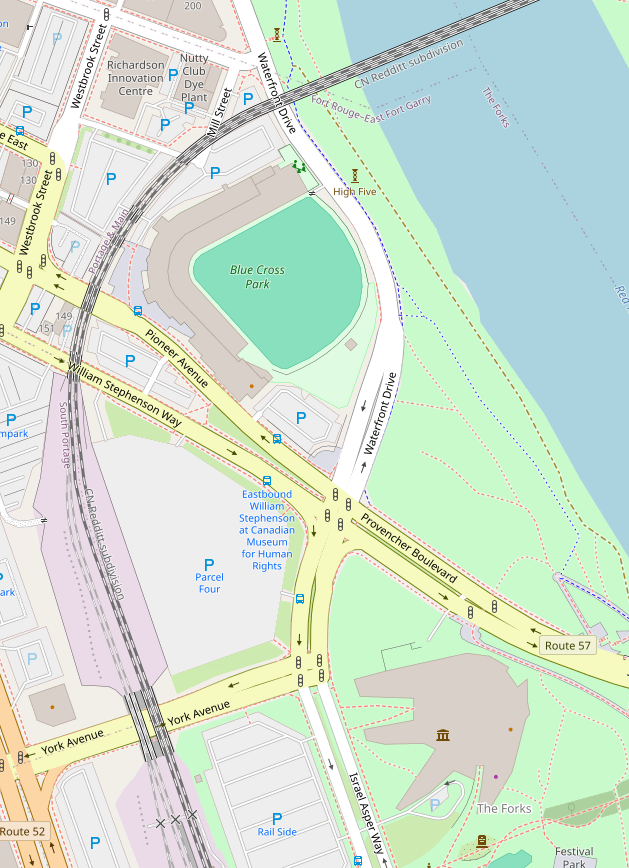 200
Westbrook Street
Richardson
Innovation
Centre
Nutty
Club
Dye
Plant
Mill Street
Waterfront Drive
CN Redditt subdivision
Fort Rouge–East Fort Garry
The Forks
P
P
P
P
P
P
P
e East
130
130
149
Westbrook Street
Portage & Main
High Five
Blue Cross
Park
P
P
149
151
P
P
Pioneer Avenue
William Stephenson Way
P
mpark
South Portage
P
Waterfront Drive
CN Redditt subdivision
Eastbound
William
Stephenson
at Canadian
Museum
for Human
Rights
Provencher Boulevard
P
Parcel
Four
ark
Route 57
P
York Avenue
York Avenue
Israel Asper Way
P
The Forks
P
Rail Side
Route 52
P
Festival
Park